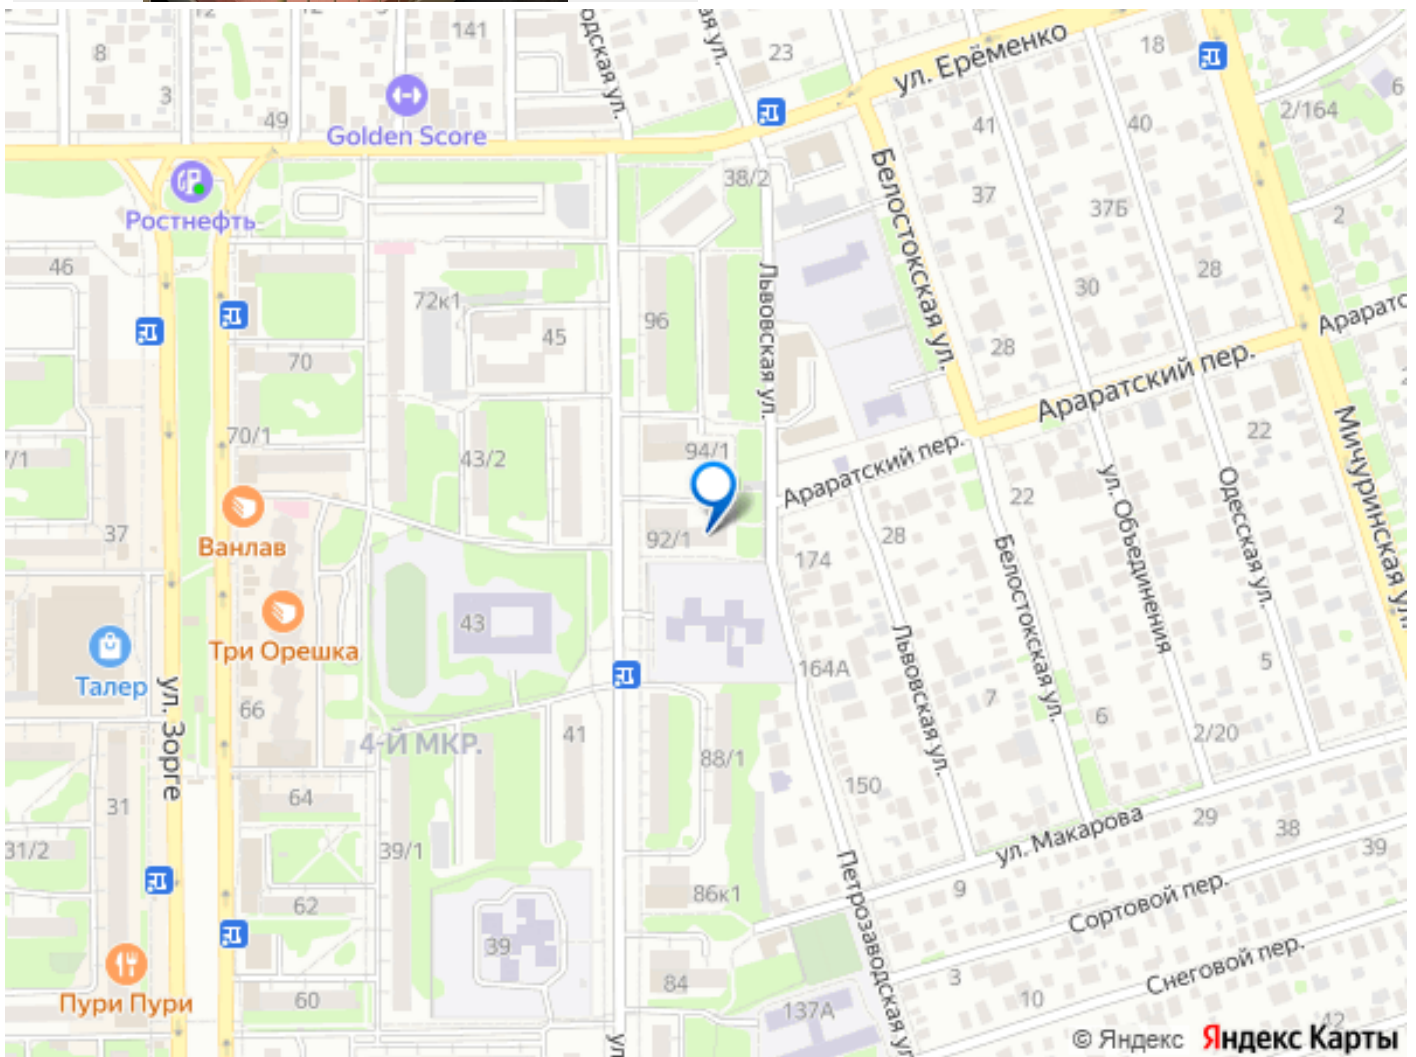 12
12
141
одская ул.
ая ул.
23
ул. Ерёменко
18
8
3
49
Golden Score
41
40
2/164
6
Ростнефть
38/2
Белостокская ул.
37
37Б
2
46
72к1
45
96
Львовская ул.
30
28
28
Араратс
70
Араратский пер.
70/1
43/2
94/1
Араратский пер.
22
Мичуринская ул.
7/1
37
Ванлав
92/1
28
22
ул. Объединения
Одесская ул.
174
Белостокская ул.
43
Три Орешка
Талер
164А
Львовская ул.
7
6
5
ул. Зорге
66
4-Й МКР.
41
88/1
2/20
31
64
150
ул. Макарова
29
38
39
31/2
39/1
Петрозаводская ул.
9
86к1
Сортовой пер.
62
39
84
3
Снеговой пер.
Пури Пури
60
137А
10
42
ул
© Яндекс Яндекс Карты